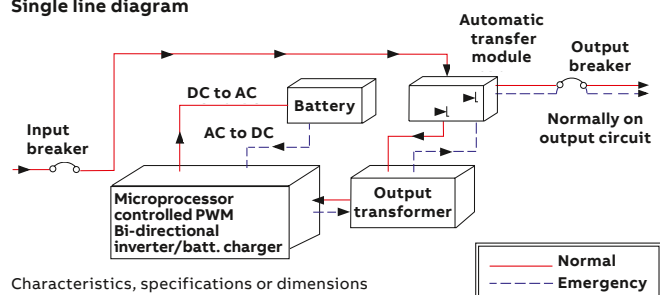 Single line diagram
Automatic
transfer
module
Output
breaker
DC to AC
Battery
Input
breaker
AC to DC
Normally on
output circuit
Microprocessor
controlled PWM
Bi-directional
inverter/batt. charger
Output
transformer
Normal
Emergency
Characteristics, specifications or dimensions